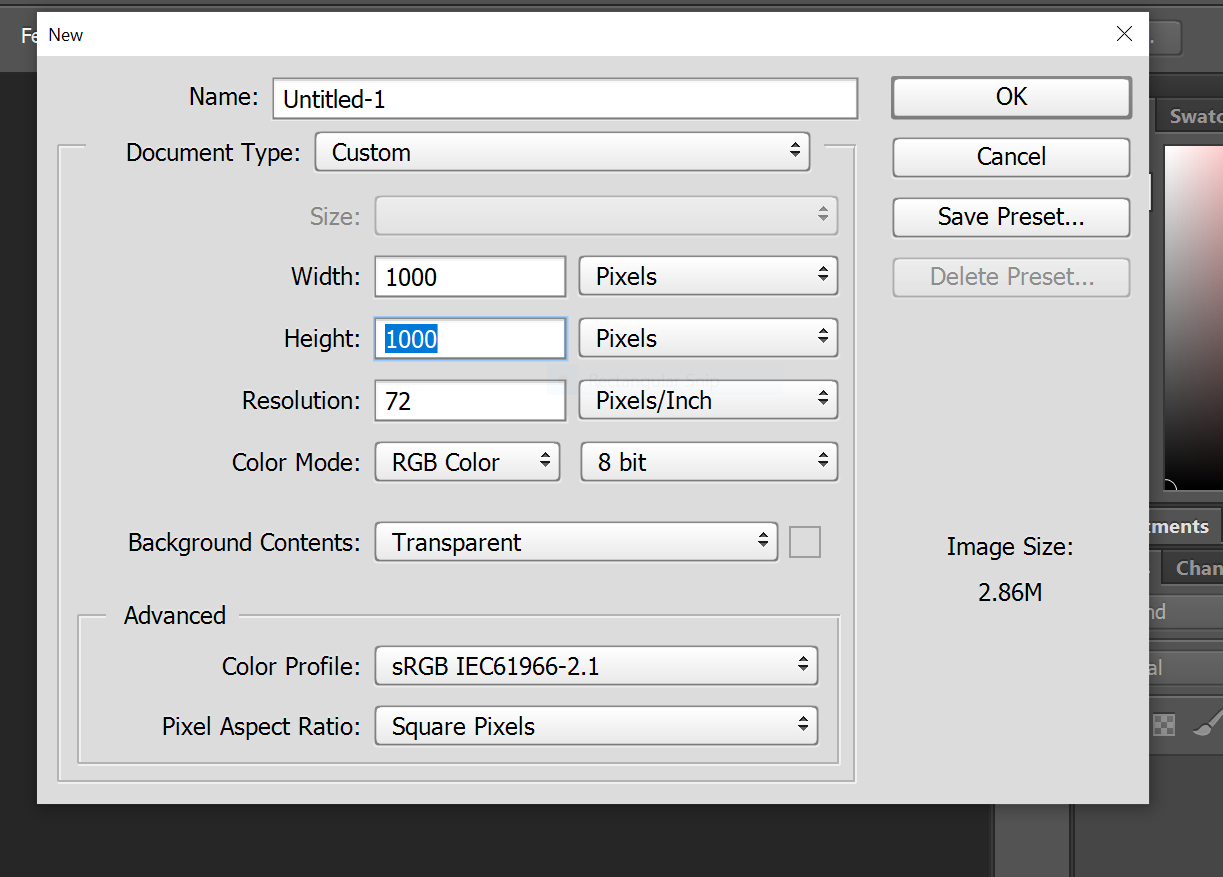 New
Name: Untitled-1
OK
Document Type: Custom
Cancel
Size:
Save Preset...
Width: 1000 Pixels
Delete Preset...
Height: 1000 Pixels
Rectangular Snip
Resolution: 72 Pixels/Inch
Color Mode: RGB Color 8 bit
Background Contents: Transparent
Image Size:
2.86M
Advanced
Color Profile: sRGB IEC61966-2.1
Pixel Aspect Ratio: Square Pixels
Fe
Swatc
tments
Chan
nd
al